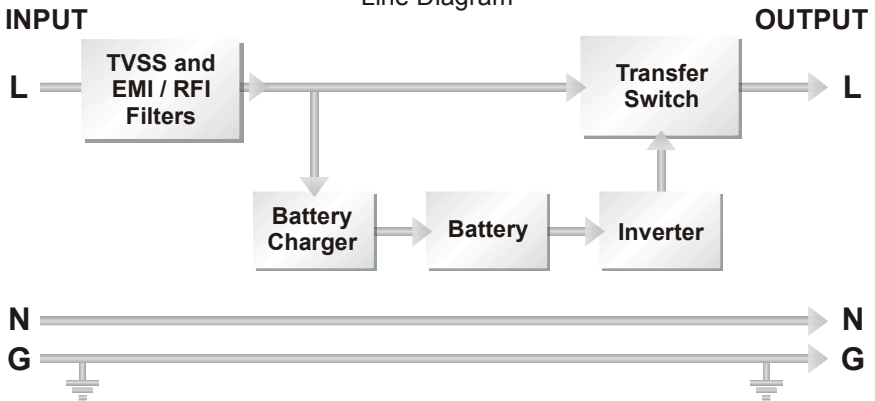 Line Diagram
INPUT
OUTPUT
L
TVSS and
EMI / RFI
Filters
Transfer
Switch
L
Battery
Charger
Battery
Inverter
N
N
G
G